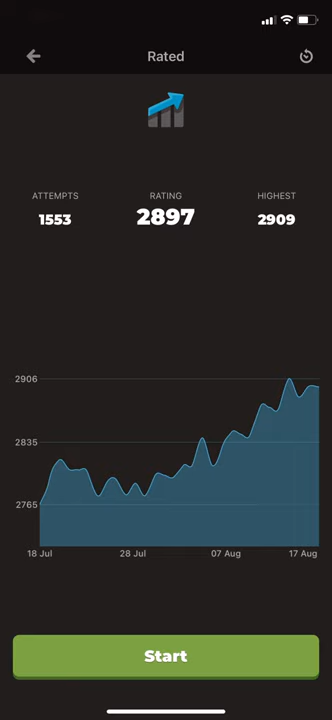 Rated
ATTEMPTS RATING HIGHEST
1553 2897 2909
2906
2835
2765
18 Jul 28 Jul 07 Aug 17 Aug
Start